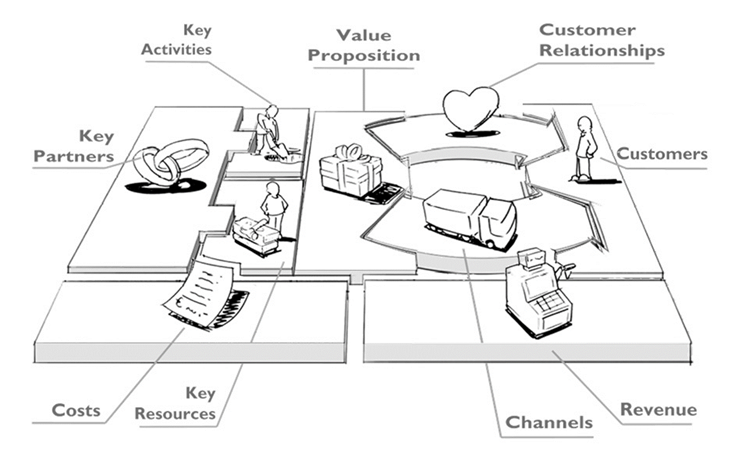 Key
Activities
Value
Proposition
Customer
Relationships
Key
Partners
Customers
Costs
Key
Resources
Channels
Revenue